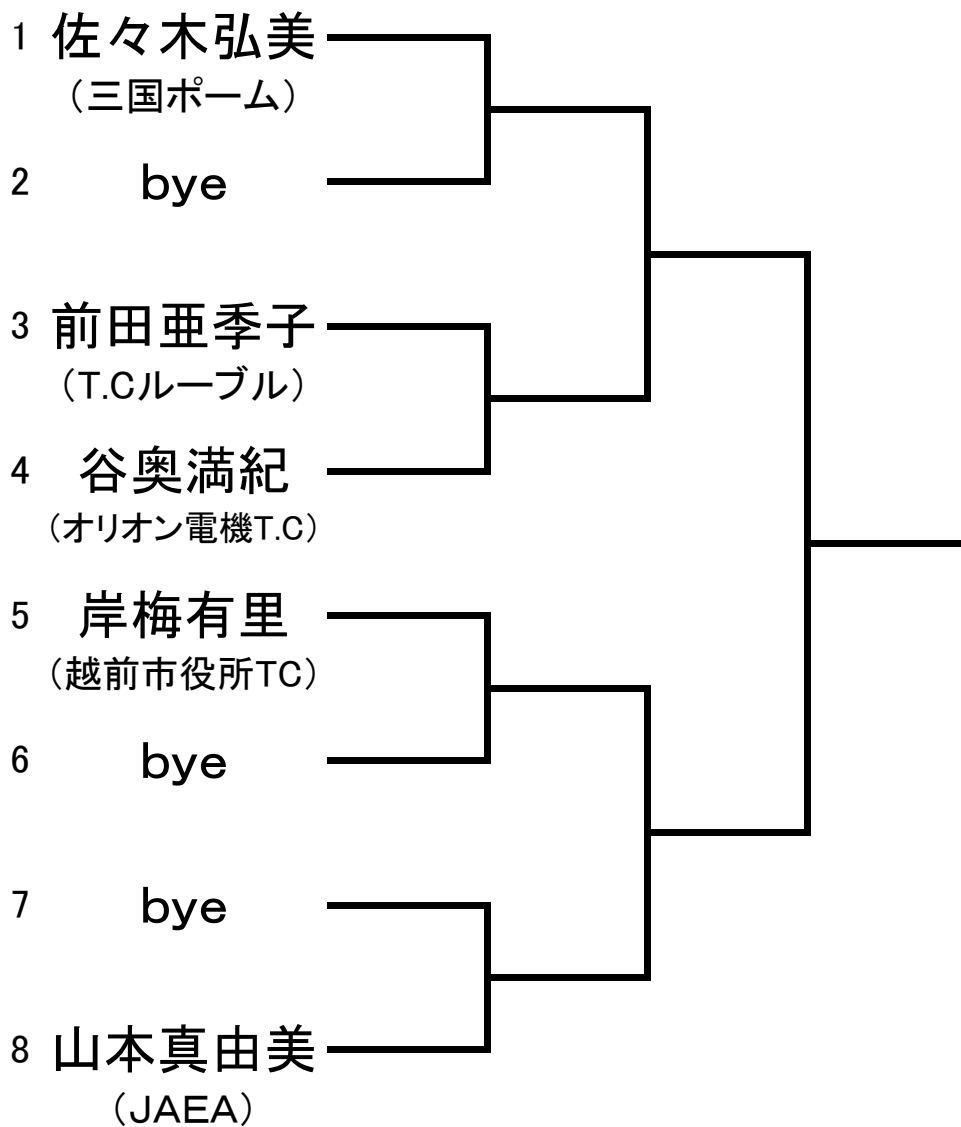 1 佐々木弘美
（三国ポーム）
2 bye
3 前田亜季子
（T.Cルーブル）
4 谷奥満紀
（オリオン電機T.C）
5 岸梅有里
（越前市役所TC）
6 bye
7 bye
8 山本真由美
（JAEA）